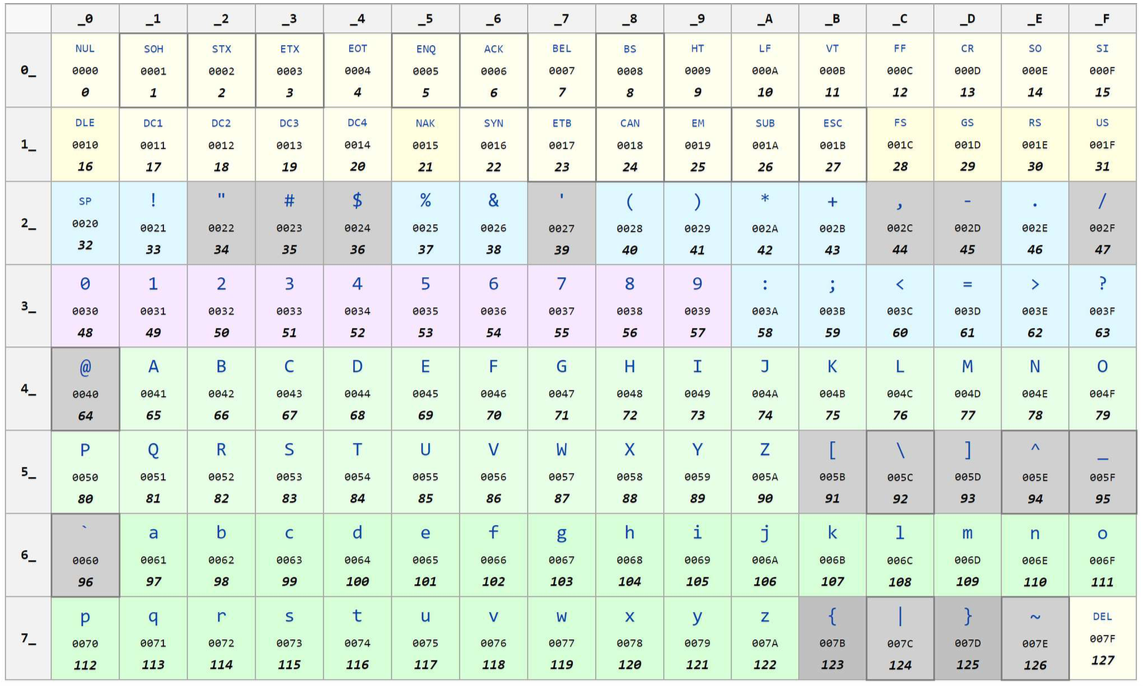 _0 _1 _2 _3 _4 _5 _6 _7 _8 _9 _A _B _C _D _E _F
0_
NUL SOH STX ETX EOT ENQ ACK BEL BS HT LF VT FF CR SO SI
0000 0001 0002 0003 0004 0005 0006 0007 0008 0009 000A 000B 000C 000D 000E 000F
0 1 2 3 4 5 6 7 8 9 10 11 12 13 14 15
1_
DLE DC1 DC2 DC3 DC4 NAK SYN ETB CAN EM SUB ESC FS GS RS US
0010 0011 0012 0013 0014 0015 0016 0017 0018 0019 001A 001B 001C 001D 001E 001F
16 17 18 19 20 21 22 23 24 25 26 27 28 29 30 31
2_
SP ! " # $ % & ' ( ) * + , - . /
0020 0021 0022 0023 0024 0025 0026 0027 0028 0029 002A 002B 002C 002D 002E 002F
32 33 34 35 36 37 38 39 40 41 42 43 44 45 46 47
3_
0 1 2 3 4 5 6 7 8 9 : ; < = > ?
0030 0031 0032 0033 0034 0035 0036 0037 0038 0039 003A 003B 003C 003D 003E 003F
48 49 50 51 52 53 54 55 56 57 58 59 60 61 62 63
4_
@ A B C D E F G H I J K L M N O
0040 0041 0042 0043 0044 0045 0046 0047 0048 0049 004A 004B 004C 004D 004E 004F
64 65 66 67 68 69 70 71 72 73 74 75 76 77 78 79
5_
P Q R S T U V W X Y Z [ \ ] ^ _
0050 0051 0052 0053 0054 0055 0056 0057 0058 0059 005A 005B 005C 005D 005E 005F
80 81 82 83 84 85 86 87 88 89 90 91 92 93 94 95
6_
` a b c d e f g h i j k l m n o
0060 0061 0062 0063 0064 0065 0066 0067 0068 0069 006A 006B 006C 006D 006E 006F
96 97 98 99 100 101 102 103 104 105 106 107 108 109 110 111
7_
p q r s t u v w x y z { | } ~ DEL
0070 0071 0072 0073 0074 0075 0076 0077 0078 0079 007A 007B 007C 007D 007E 007F
112 113 114 115 116 117 118 119 120 121 122 123 124 125 126 127